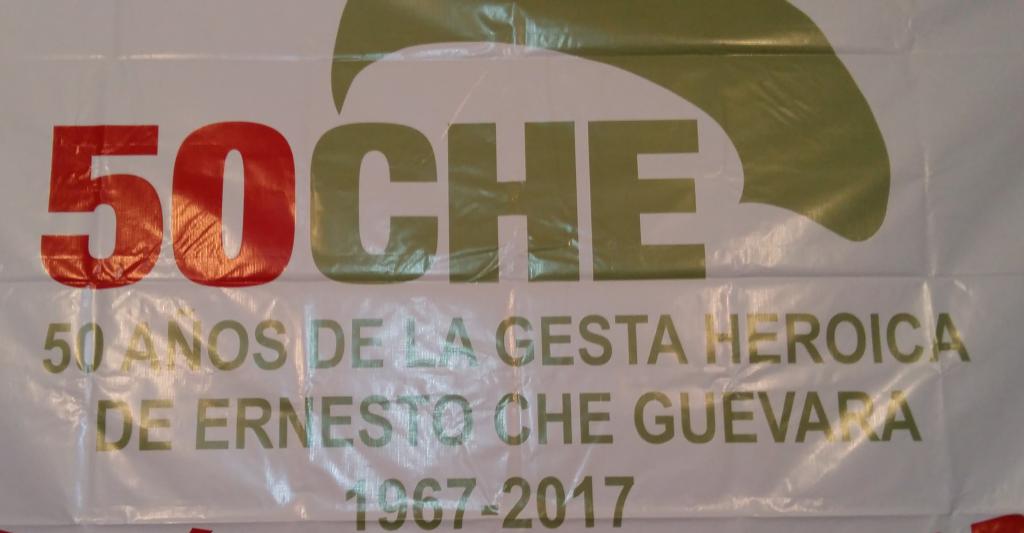 50CHE
50 AÑOS DE LA GESTA HEROICA
DE ERNESTO CHE GUEVARA
1967-2017